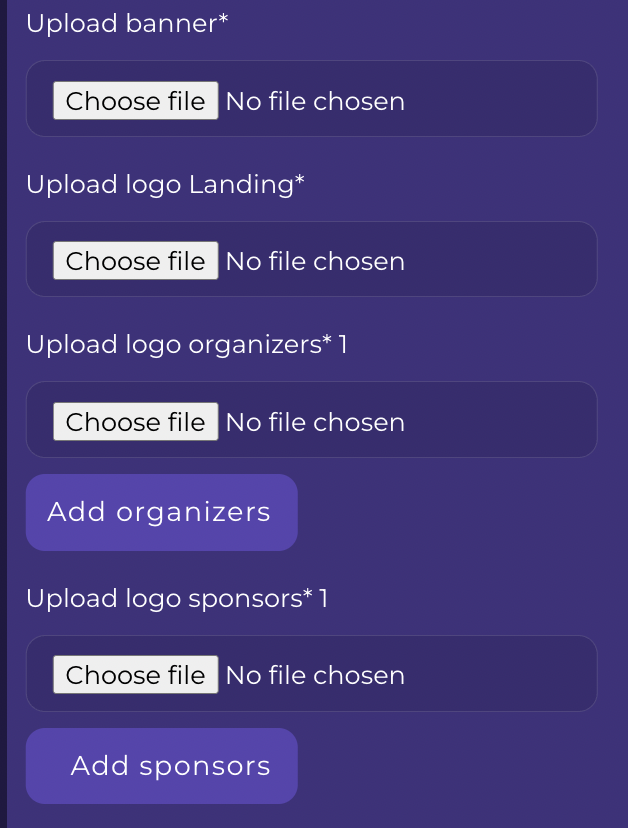 Upload banner*
Choose file No file chosen
Upload logo Landing*
Choose file No file chosen
Upload logo organizers* 1
Choose file No file chosen
Add organizers
Upload logo sponsors* 1
Choose file No file chosen
Add sponsors